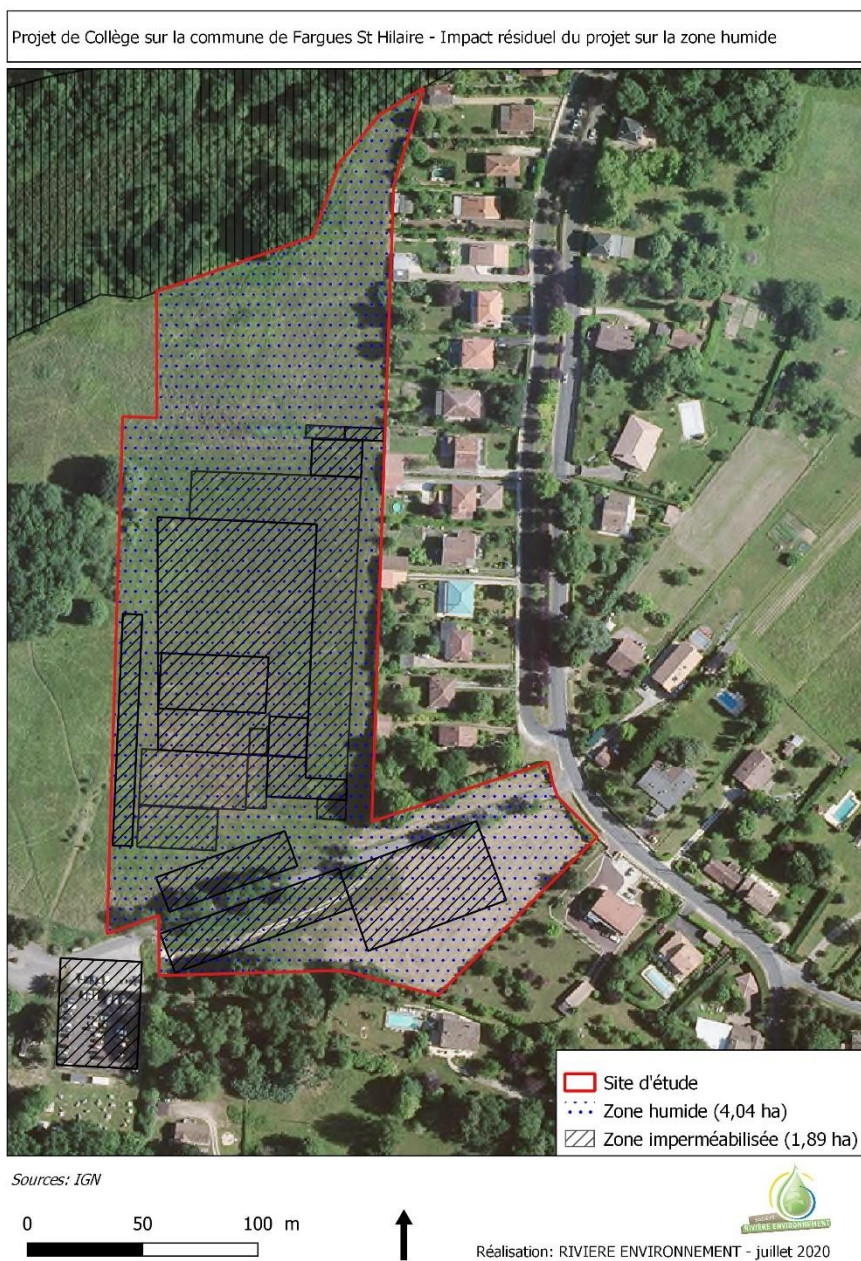 Projet de Collège sur la commune de Fargues St Hilaire - Impact résiduel du projet sur la zone humide
Site d'étude
Zone humide (4,04 ha)
Zone imperméabilisée (1,89 ha)
Sources: IGN
0 50 100 m
SOCIETE
RIVIERE ENVIRONNEMENT
Réalisation: RIVIERE ENVIRONNEMENT - juillet 2020